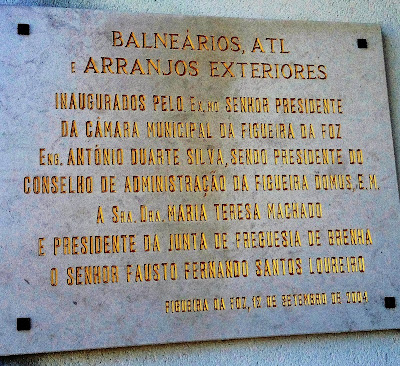 BALNEÁRIOS, ATL
E ARRANJOS EXTERIORES
INAUGURADOS PELO EX.MO SENHOR PRESIDENTE
DA CÂMARA MUNICIPAL DA FIGUEIRA DA FOZ
ENG. ANTÓNIO DUARTE SILVA, SENDO PRESIDENTE DO
CONSELHO DE ADMINISTRAÇÃO DA FIGUEIRA DOMUS, E.M.
A SRA. DRA. MARIA TERESA MACHADO
E PRESIDENTE DA JUNTA DE FREGUESIA DE BRENHA
O SENHOR FAUSTO FERNANDO SANTOS LOUREIRO
FIGUEIRA DA FOZ, 17 DE SETEMBRO DE 2004